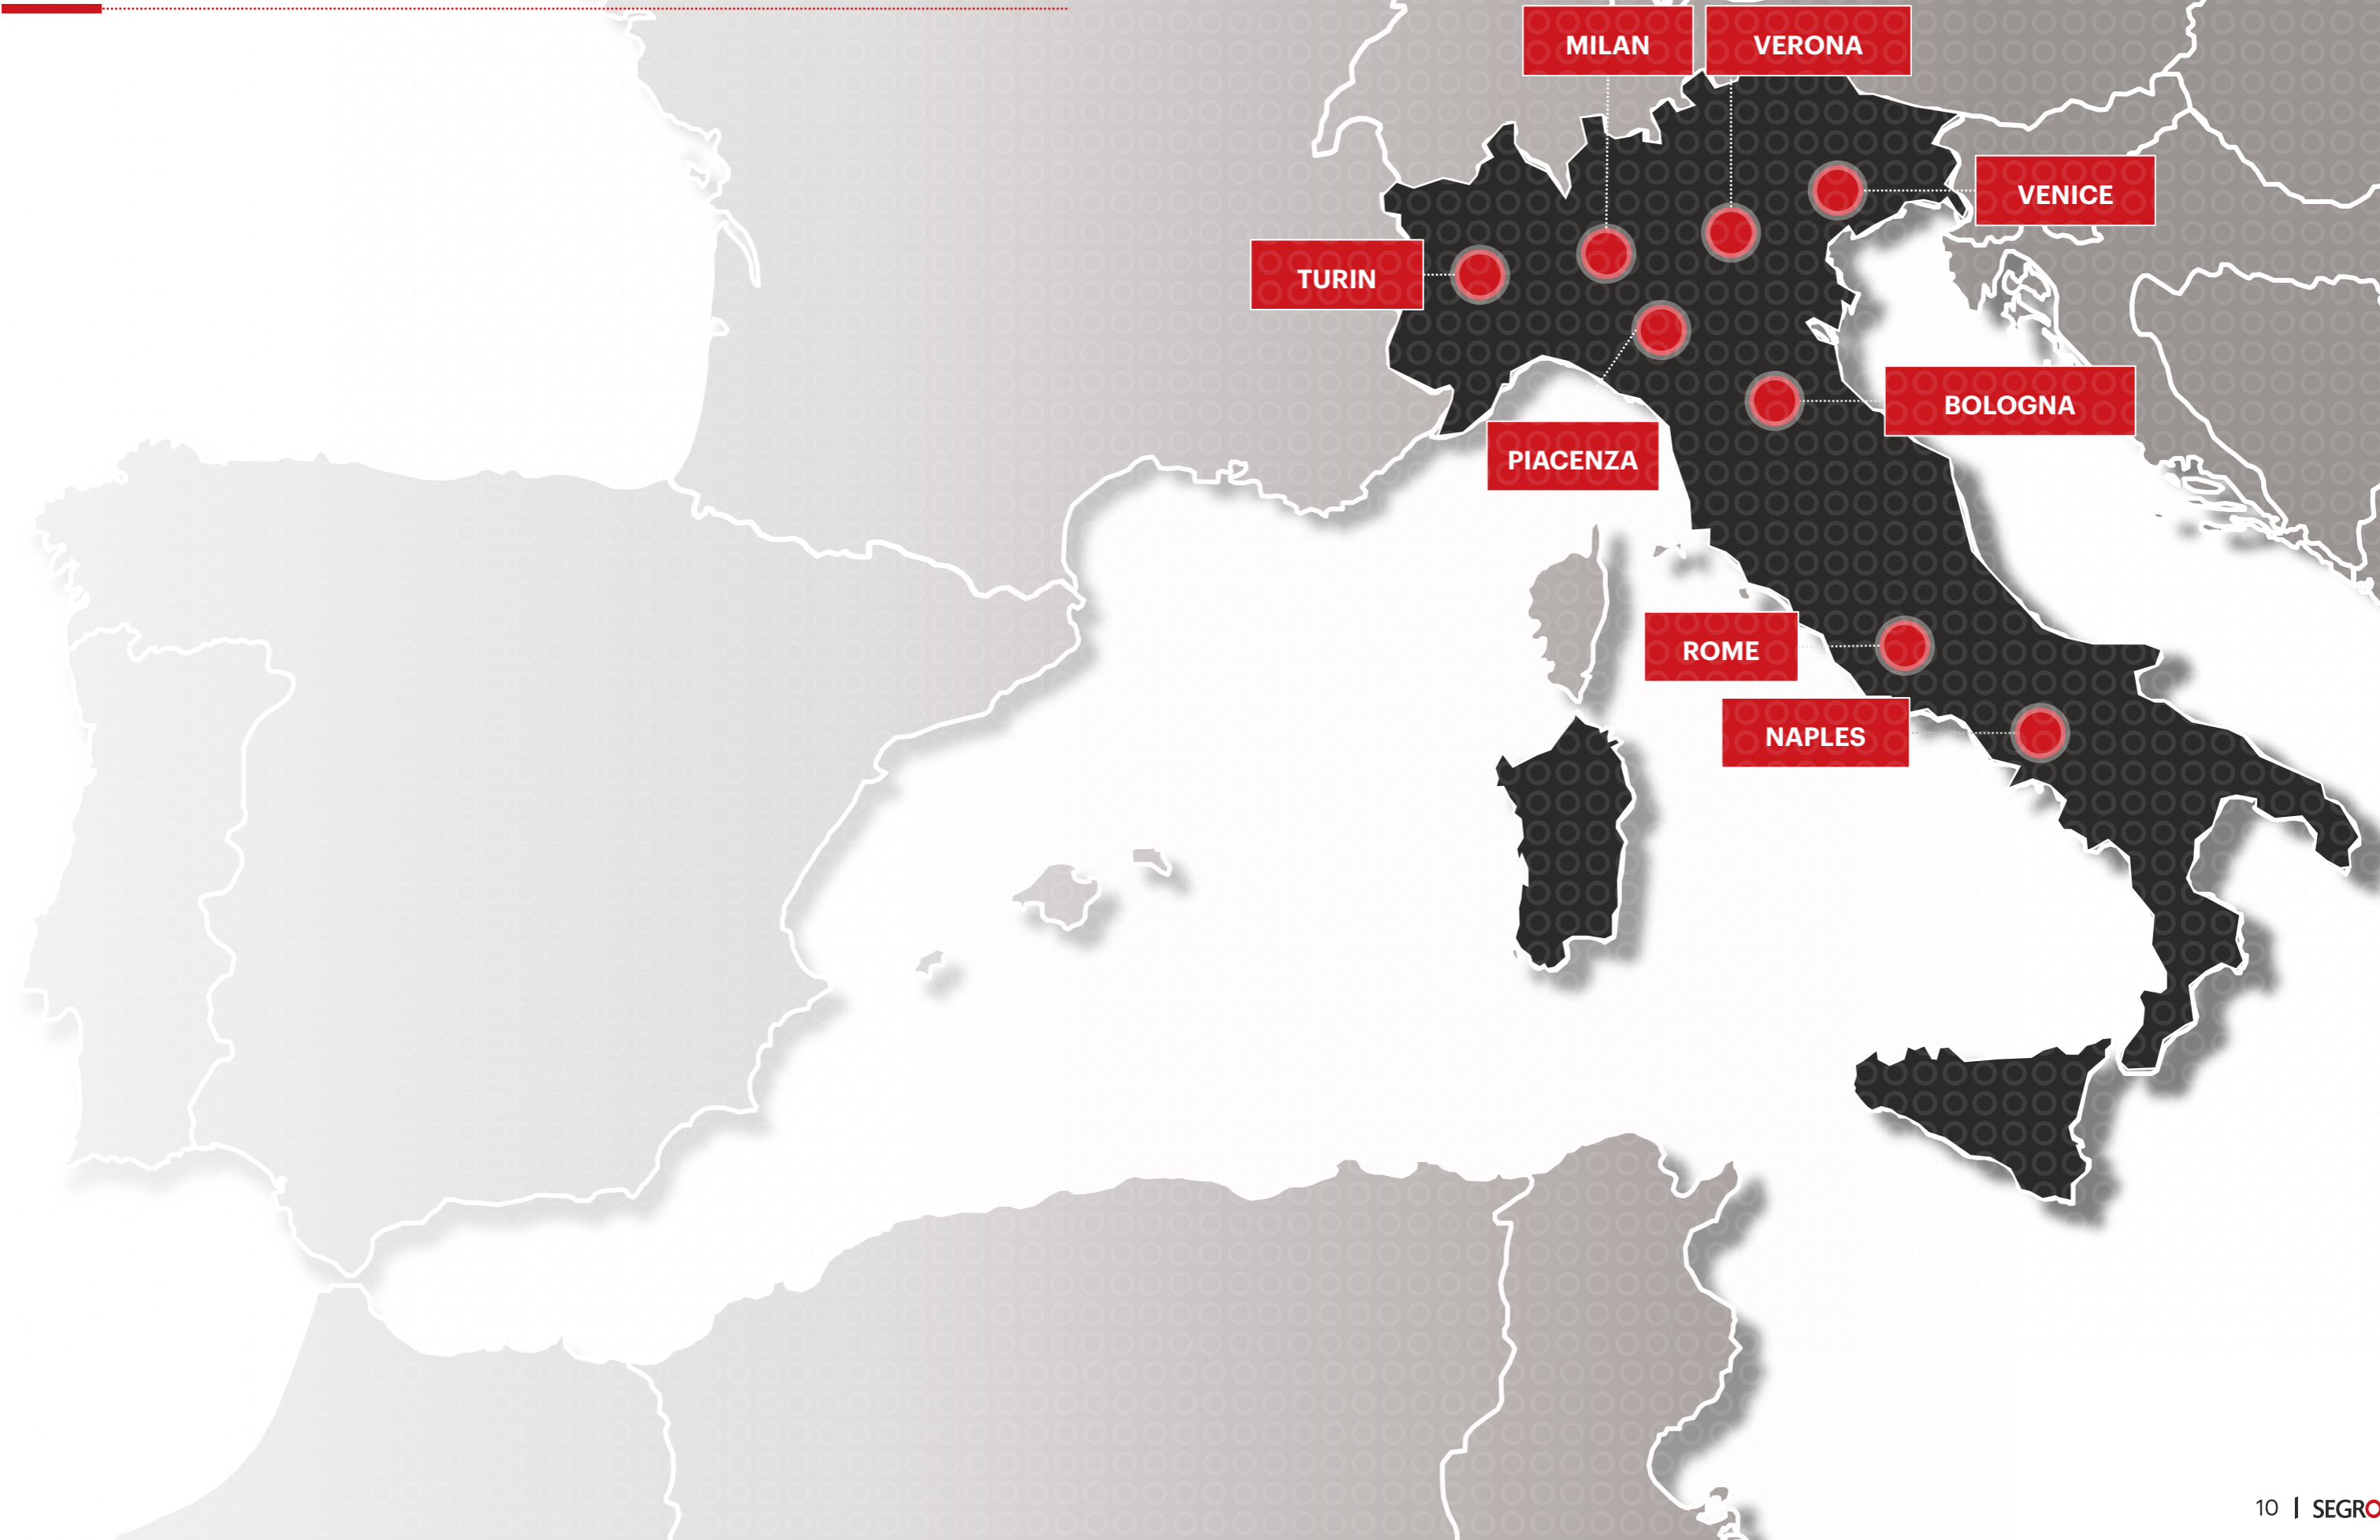 MILAN
VERONA
VENICE
TURIN
BOLOGNA
PIACENZA
ROME
NAPLES
10 | SEGRO